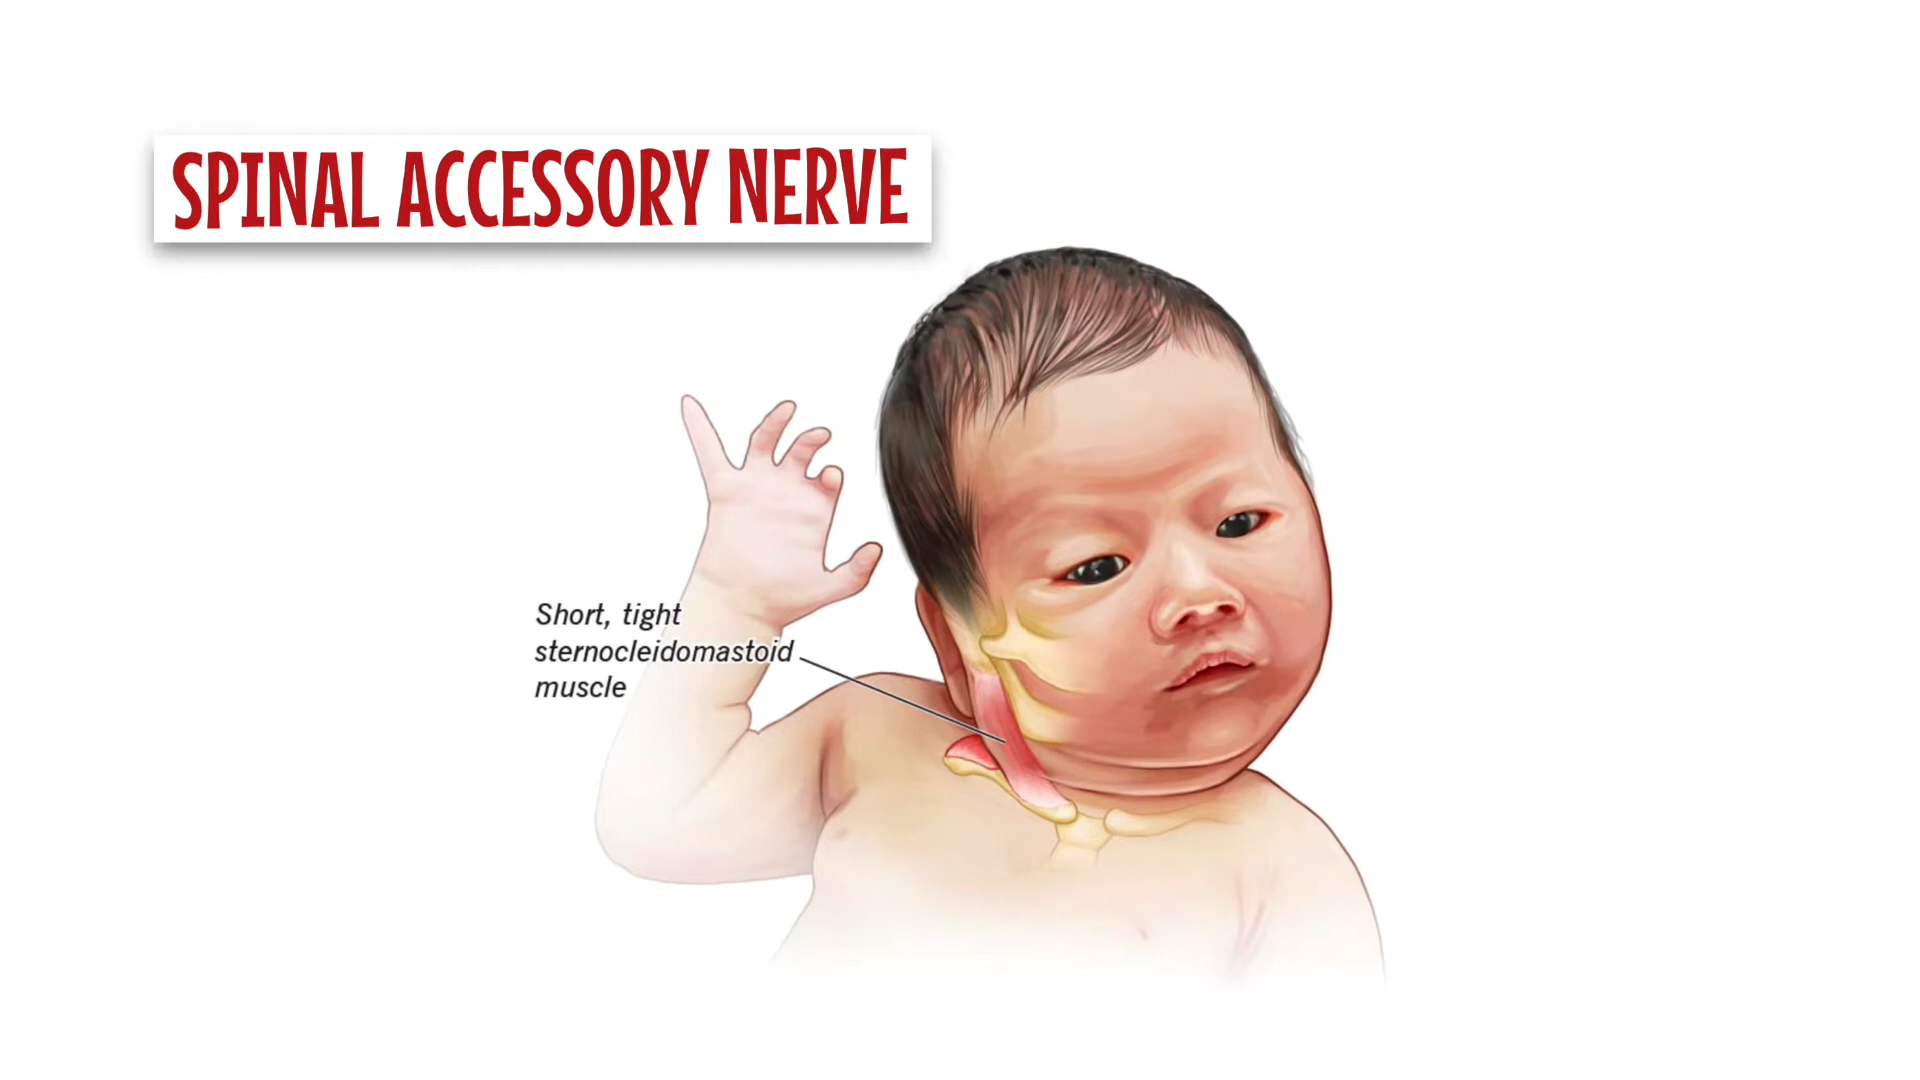 SPINAL ACCESSORY NERVE
Short, tight
sternocleidomastoid
muscle